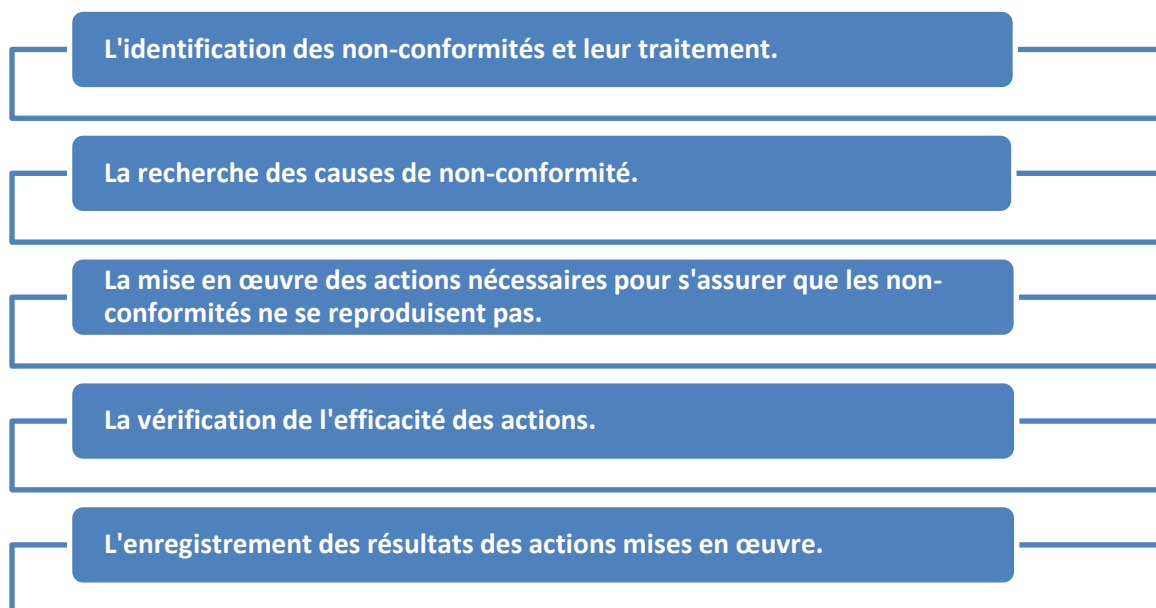 L'identification des non-conformités et leur traitement.
La recherche des causes de non-conformité.
La mise en œuvre des actions nécessaires pour s'assurer que les non-
conformités ne se reproduisent pas.
La vérification de l'efficacité des actions.
L'enregistrement des résultats des actions mises en œuvre.